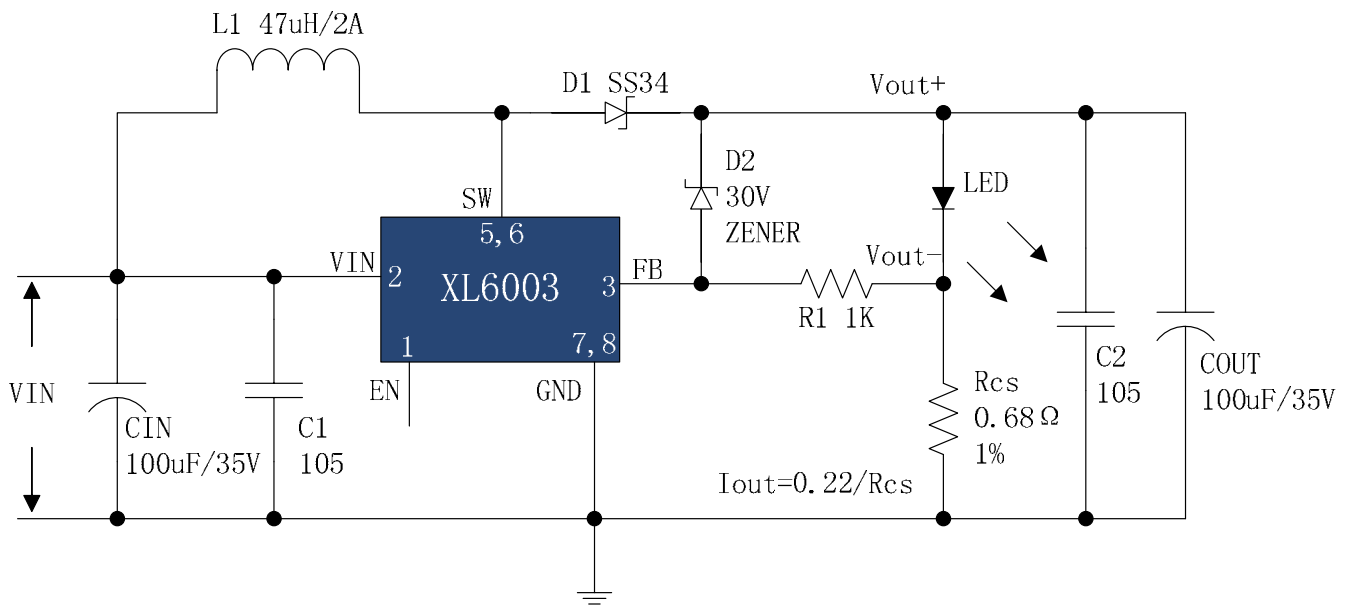 L1 47uH/2A
D1 SS34
Vout+
D2
30V
ZENER
LED
SW
5,6
VIN
2
XL6003
3
FB
Vout-
R1 1K
1
7,8
EN
GND
VIN
CIN
100uF/35V
C1
105
Rcs
0.68Ω
1%
C2
105
COUT
100uF/35V
Iout=0.22/Rcs